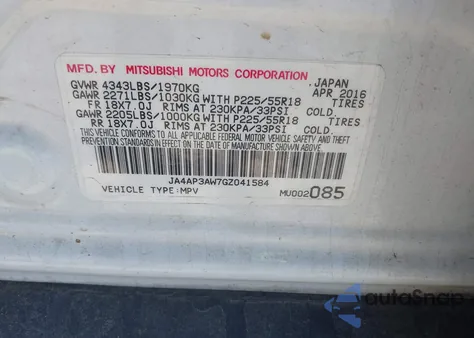 MFD. BY MITSUBISHI MOTORS CORPORATION. JAPAN
GVWR 4343LBS/1970KG APR 2016
GAWR 2271LBS/1030KG WITH P225/55R18 TIRES
FR 18X7.0J RIMS AT 230KPA/33PSI COLD.
GAWR 2205LBS/1000KG WITH P225/55R18 TIRES
RR 18X7.0J RIMS AT 230KPA/33PSI COLD.
THIS VEHICLE CONFORMS TO ALL APPLICABLE FEDERAL MOTOR
VEHICLE SAFETY STANDARDS IN EFFECT ON THE DATE OF
MANUFACTURE SHOWN ABOVE.
JA4AP3AW7GZ041584
VEHICLE TYPE:MPV MU002085
autoSnap